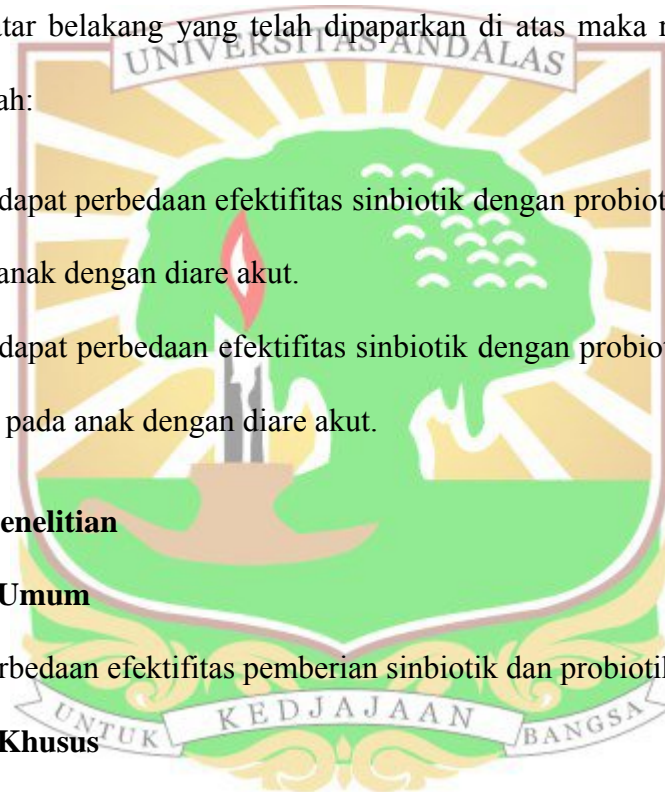 atar belakang yang telah dipaparkan di atas maka
UNIVERSITAS ANDALAS
ah:
dapat perbedaan efektifitas sinbiotik dengan probiot
anak dengan diare akut.
dapat perbedaan efektifitas sinbiotik dengan probiot
pada anak dengan diare akut.
enelitian
Umum
rbedaan efektifitas pemberian sinbiotik dan probiotik
UNTUK KEDJAJAAN BANGSA
Khusus